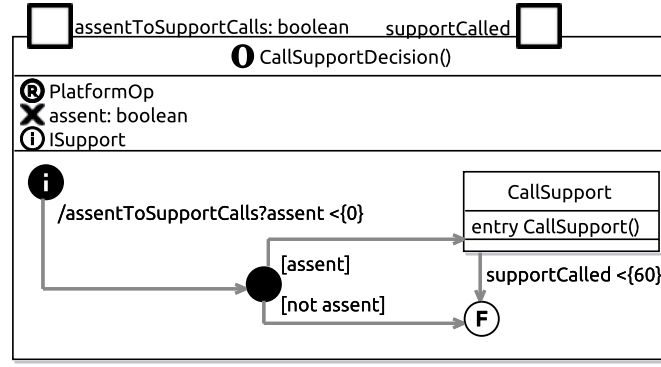 assentToSupportCalls: boolean
supportCalled
O CallSupportDecision()
R PlatformOp
assent: boolean
i ISupport
i
/assentToSupportCalls?assent <{0}
CallSupport
entry CallSupport()
[assent]
supportCalled <{60}
[not assent]
F